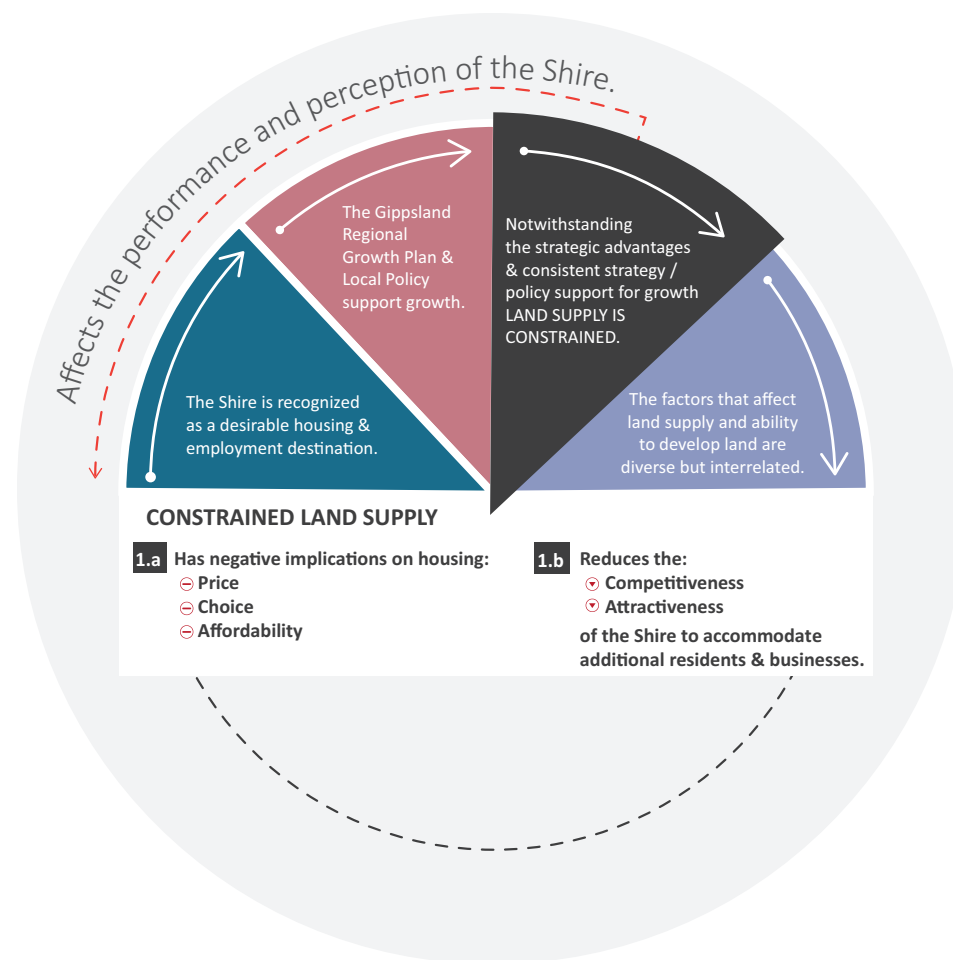 Affects the performance and perception of the Shire.
The Shire is recognized
as a desirable housing &
employment destination.
The Gippsland
Regional
Growth Plan &
Local Policy
support growth.
Notwithstanding
the strategic advantages
& consistent strategy /
policy support for growth
LAND SUPPLY IS
CONSTRAINED.
The factors that affect
land supply and ability
to develop land are
diverse but interrelated.
CONSTRAINED LAND SUPPLY
1.a Has negative implications on housing:
Price
Choice
Affordability
1.b Reduces the:
Competitiveness
Attractiveness
of the Shire to accommodate
additional residents & businesses.